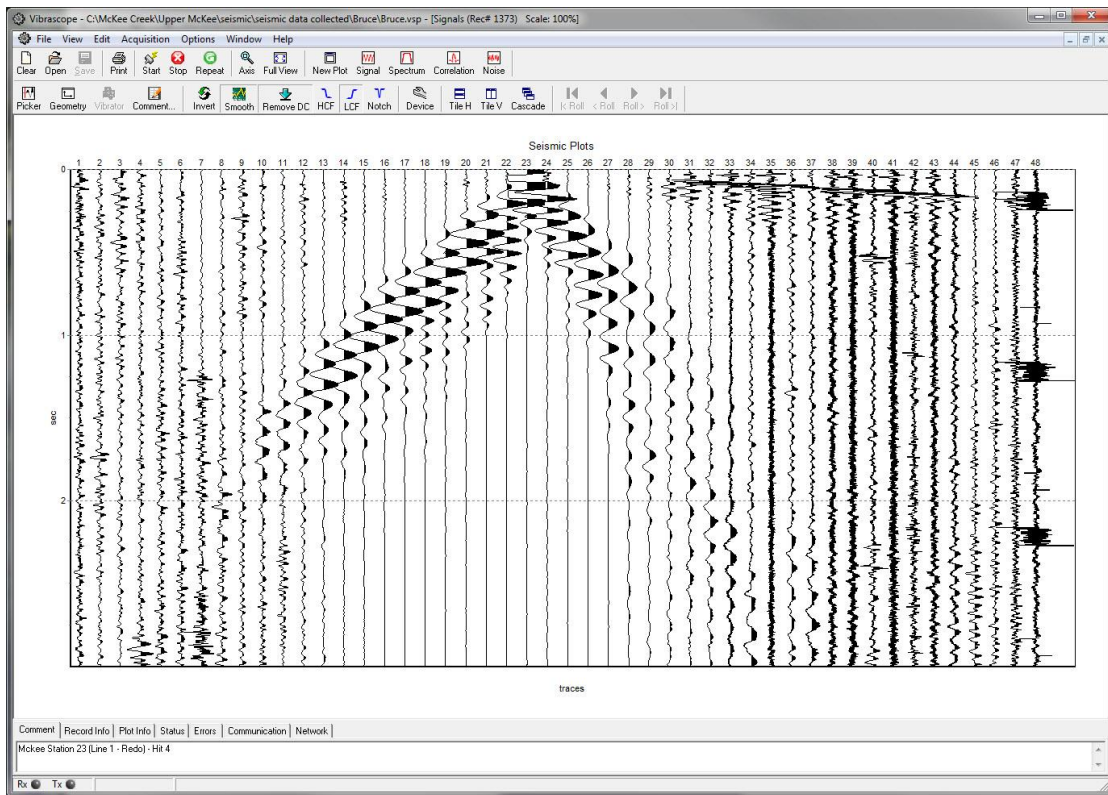 Vibrascope - C:\McKee Creek\Upper McKee\seismic\seismic data collected\Bruce\Bruce.vsp - [Signals (Rec# 1373) Scale: 100%]
File View Edit Acquisition Options Window Help
Clear Open Save Print Start Stop Repeat Axis Full View New Plot Signal Spectrum Correlation Noise
Picker Geometry Vibrator Comment... Invert Smooth Remove DC HCF LCF Notch Device Tile H Tile V Cascade |< Roll < Roll Roll > Roll >|
Seismic Plots
1 2 3 4 5 6 7 8 9 10 11 12 13 14 15 16 17 18 19 20 21 22 23 24 25 26 27 28 29 30 31 32 33 34 35 36 37 38 39 40 41 42 43 44 45 46 47 48
0
1
sec
2
traces
Comment Record Info Plot Info Status Errors Communication Network
Mckee Station 23 (Line 1 - Redo) - Hit 4
Rx Tx